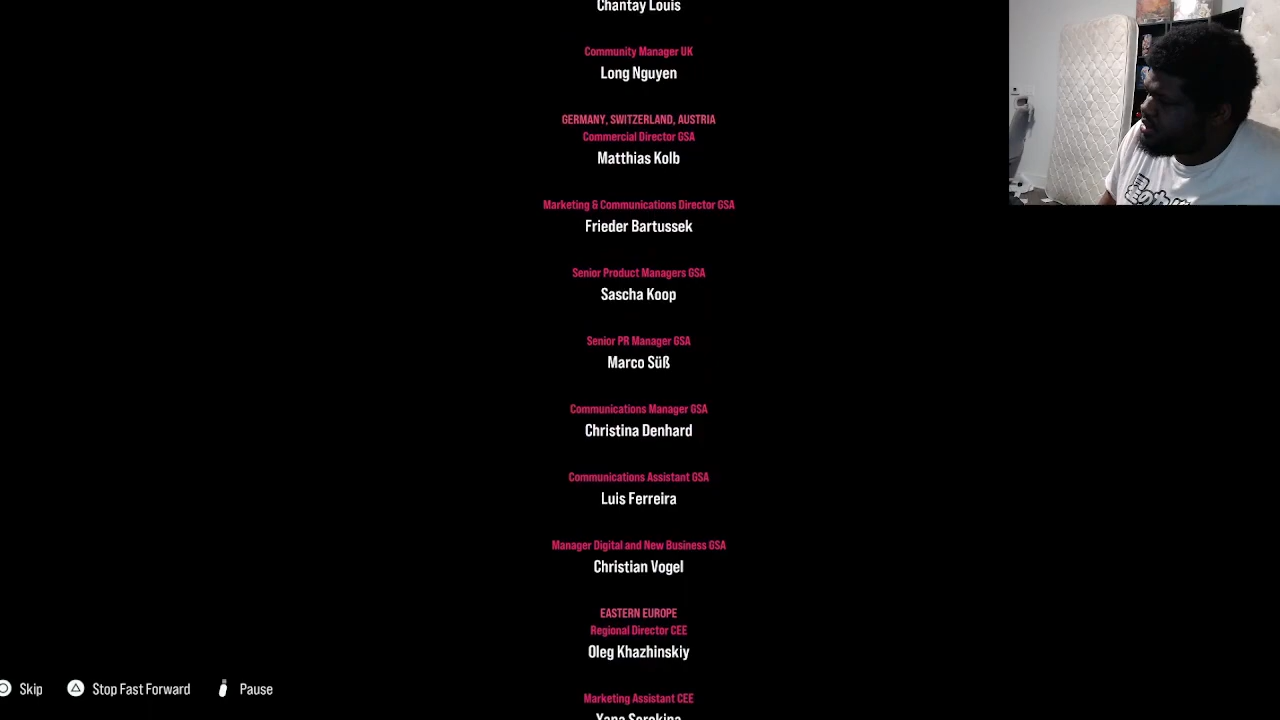 Chantay Louis
Community Manager UK
Long Nguyen
GERMANY, SWITZERLAND, AUSTRIA
Commercial Director GSA
Matthias Kolb
Marketing & Communications Director GSA
Frieder Bartussek
Senior Product Managers GSA
Sascha Koop
Senior PR Manager GSA
Marco Süß
Communications Manager GSA
Christina Denhard
Communications Assistant GSA
Luis Ferreira
Manager Digital and New Business GSA
Christian Vogel
EASTERN EUROPE
Regional Director CEE
Oleg Khazhinskiy
Marketing Assistant CEE
Yana Sorokina
Skip
Stop Fast Forward
Pause